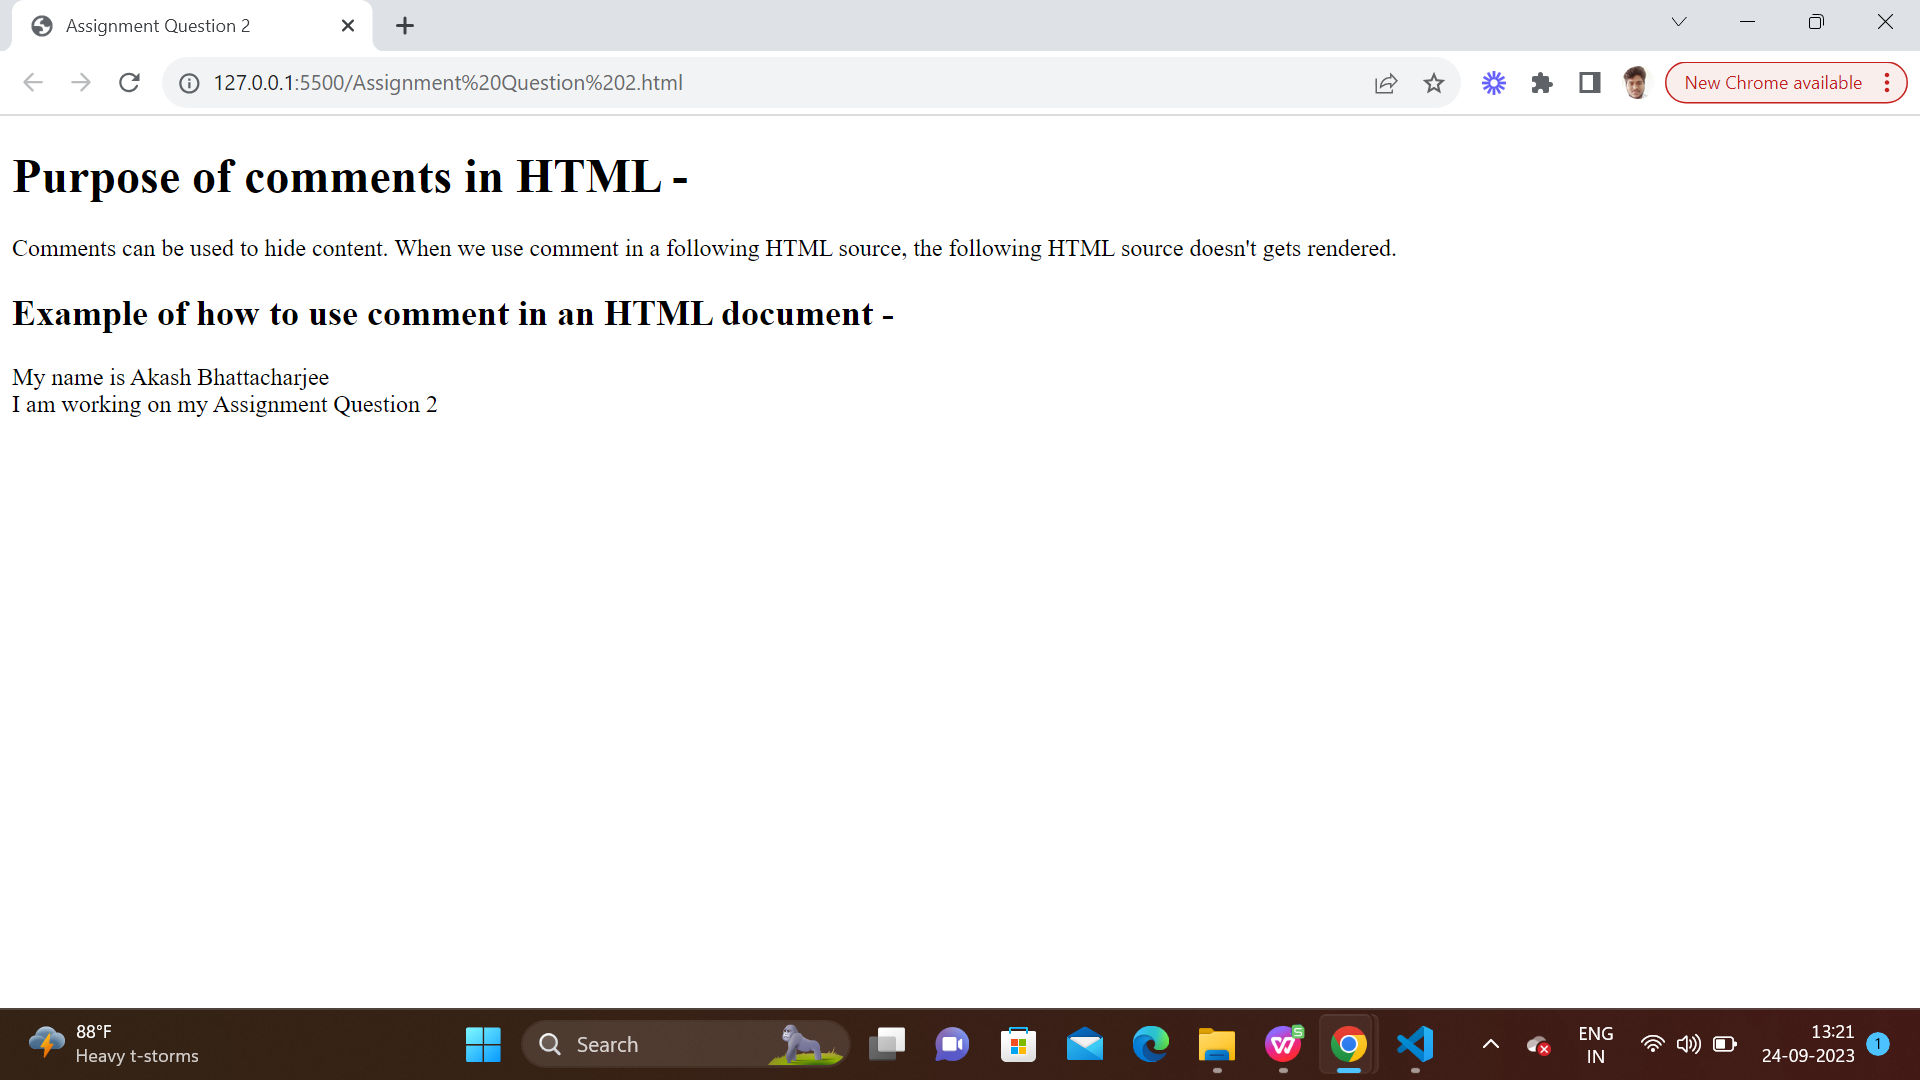 Assignment Question 2
127.0.0.1:5500/Assignment%20Question%202.html
New Chrome available
Purpose of comments in HTML -
Comments can be used to hide content. When we use comment in a following HTML source, the following HTML source doesn't gets rendered.
Example of how to use comment in an HTML document -
My name is Akash Bhattacharjee
I am working on my Assignment Question 2
88°F
Heavy t-storms
Search
ENG
IN
13:21
24-09-2023
1